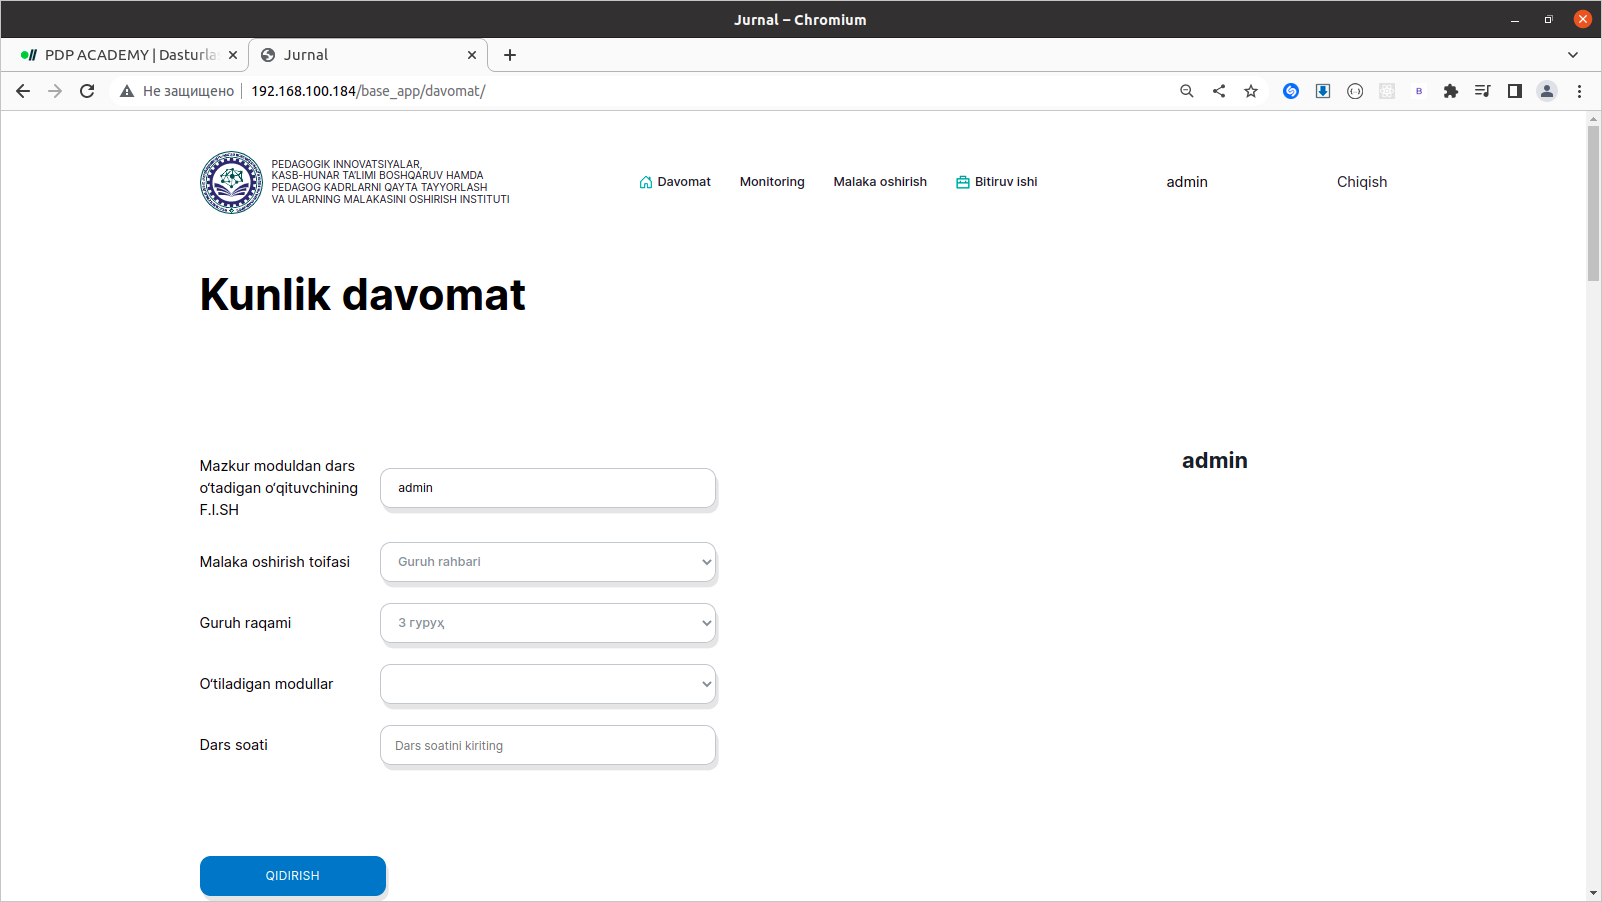 Jurnal – Chromium
PDP ACADEMY | Dasturla
Jurnal
Не защищено
192.168.100.184/base_app/davomat/
PEDAGOGIK INNOVATSIYALAR,
KASB-HUNAR TA'LIMI BOSHQARUV HAMDA
PEDAGOG KADRLARNI QAYTA TAYYORLASH
VA ULARNING MALAKASINI OSHIRISH INSTITUTI
Davomat
Monitoring
Malaka oshirish
Bitiruv ishi
admin
Chiqish
Kunlik davomat
admin
Mazkur moduldan dars
o‘tadigan o‘qituvchining
F.I.SH
admin
Malaka oshirish toifasi
Guruh rahbari
Guruh raqami
3 гуруҳ
O‘tiladigan modullar
Dars soati
Dars soatini kiriting
QIDIRISH